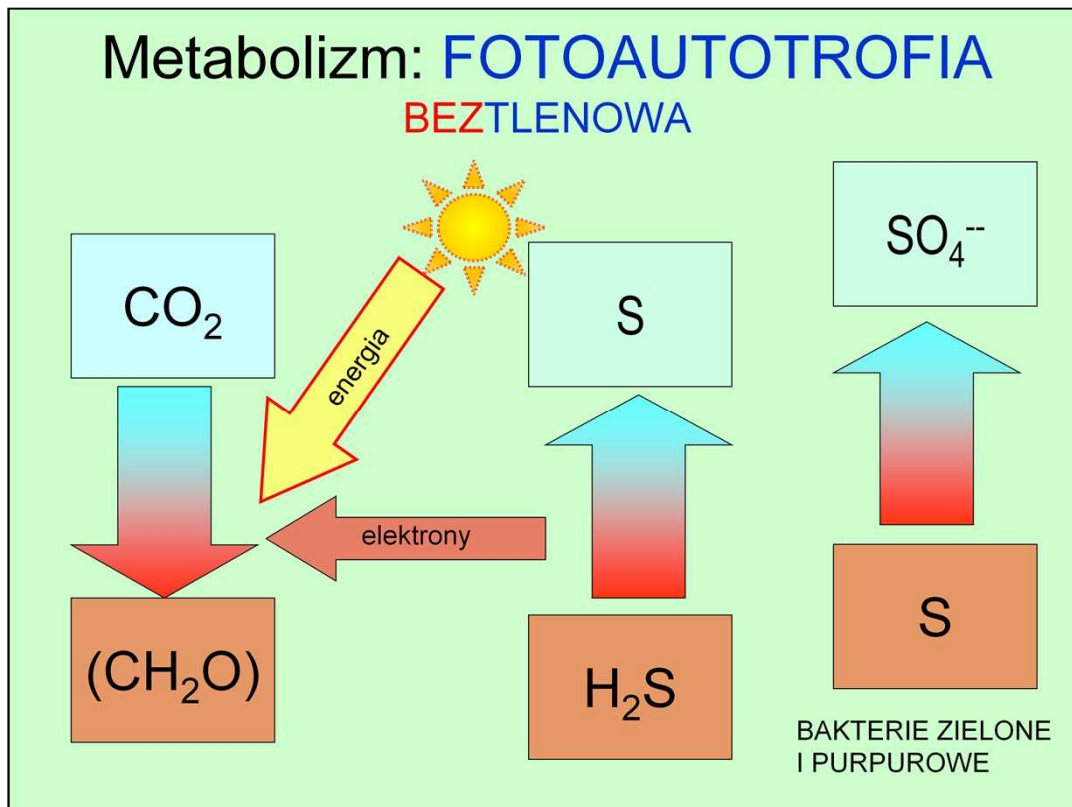 Metabolizm: FOTOAUTOTROFIA
BEZTLENOWA
CO₂
energia
S
SO₄⁻⁻
elektrony
(CH₂O)
H₂S
S
BAKTERIE ZIELONE
I PURPUROWE